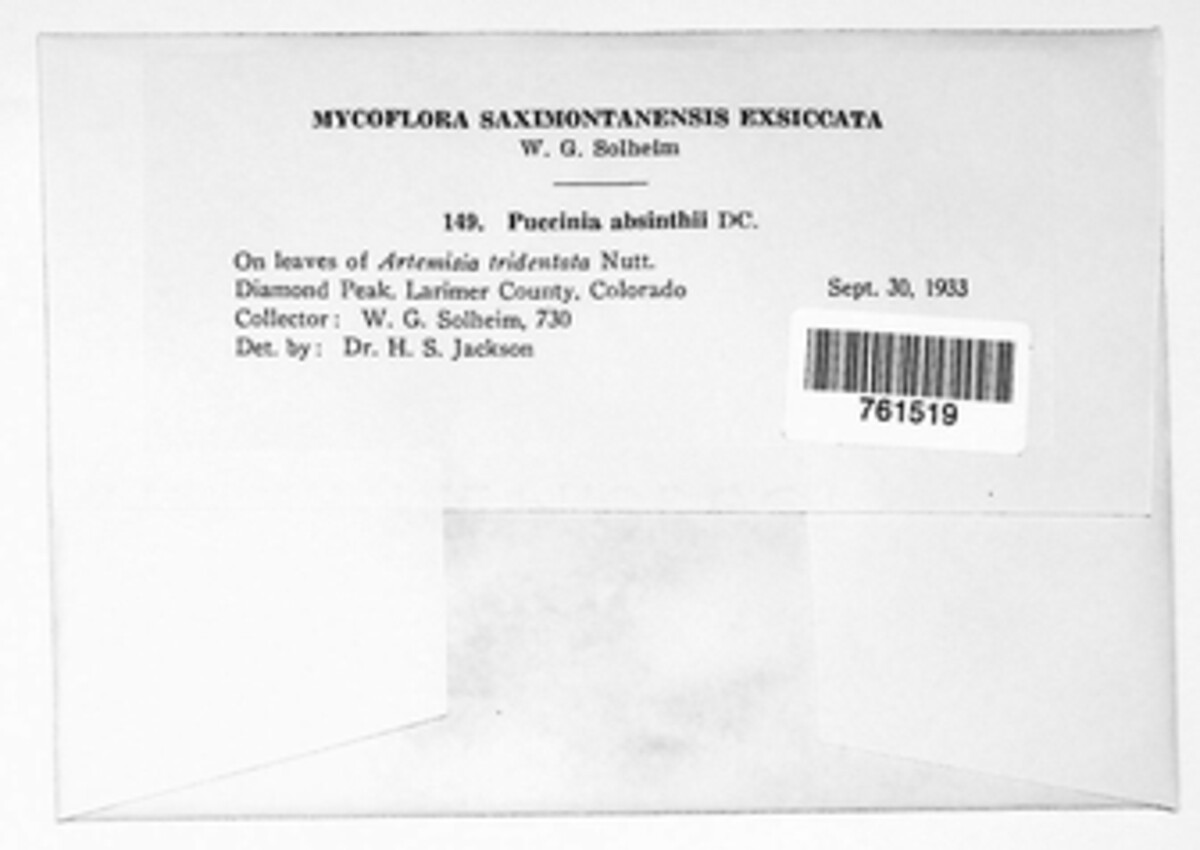 MYCOFLORA SAXIMONTANENSIS EXSICCATA
W. G. Solheim
149. Puccinia absinthii DC.
On leaves of Artemisia tridentata Nutt.
Diamond Peak, Larimer County, Colorado
Sept. 30, 1933
Collector: W. G. Solheim, 730
Det. by: Dr. H. S. Jackson
761519